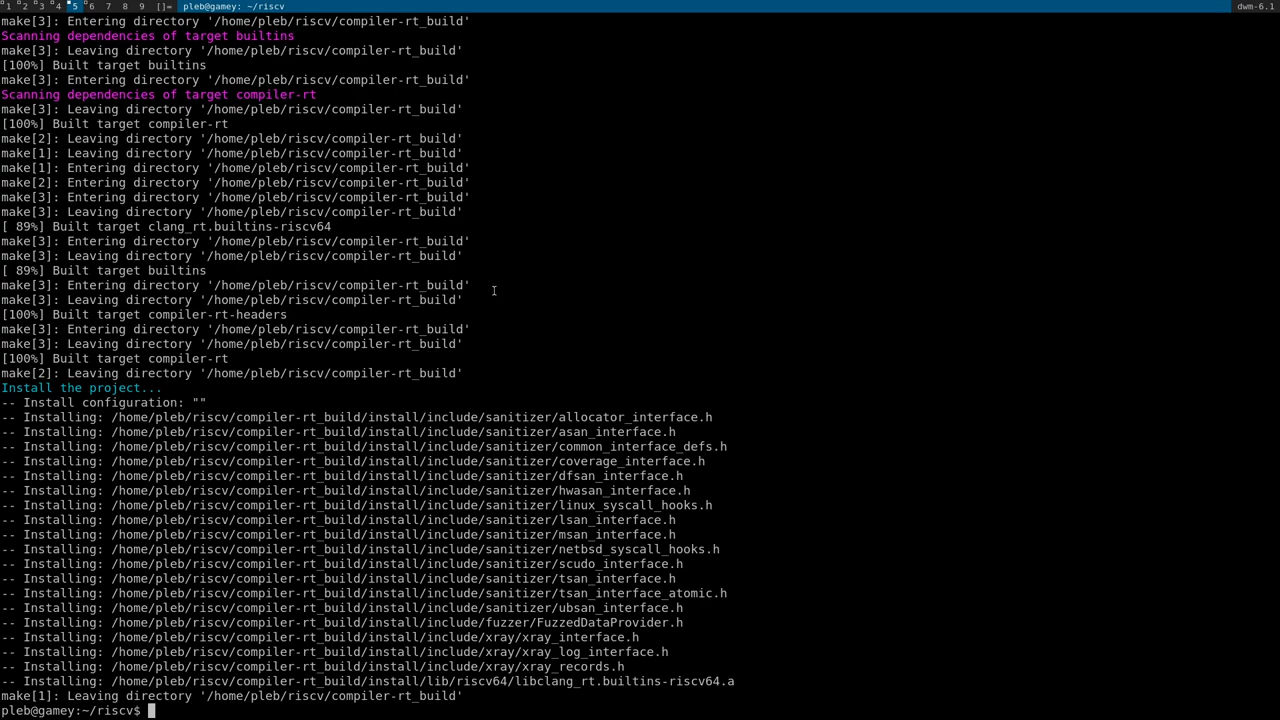 1 2 3 4 5 6 7 8 9 []= pleb@gamey: ~/riscv dwm-6.1
make[3]: Entering directory '/home/pleb/riscv/compiler-rt_build'
Scanning dependencies of target builtins
make[3]: Leaving directory '/home/pleb/riscv/compiler-rt_build'
[100%] Built target builtins
make[3]: Entering directory '/home/pleb/riscv/compiler-rt_build'
Scanning dependencies of target compiler-rt
make[3]: Leaving directory '/home/pleb/riscv/compiler-rt_build'
[100%] Built target compiler-rt
make[2]: Leaving directory '/home/pleb/riscv/compiler-rt_build'
make[1]: Leaving directory '/home/pleb/riscv/compiler-rt_build'
make[1]: Entering directory '/home/pleb/riscv/compiler-rt_build'
make[2]: Entering directory '/home/pleb/riscv/compiler-rt_build'
make[3]: Entering directory '/home/pleb/riscv/compiler-rt_build'
make[3]: Leaving directory '/home/pleb/riscv/compiler-rt_build'
[ 89%] Built target clang_rt.builtins-riscv64
make[3]: Entering directory '/home/pleb/riscv/compiler-rt_build'
make[3]: Leaving directory '/home/pleb/riscv/compiler-rt_build'
[ 89%] Built target builtins
make[3]: Entering directory '/home/pleb/riscv/compiler-rt_build'
make[3]: Leaving directory '/home/pleb/riscv/compiler-rt_build'
[100%] Built target compiler-rt-headers
make[3]: Entering directory '/home/pleb/riscv/compiler-rt_build'
make[3]: Leaving directory '/home/pleb/riscv/compiler-rt_build'
[100%] Built target compiler-rt
make[2]: Leaving directory '/home/pleb/riscv/compiler-rt_build'
Install the project...
-- Install configuration: ""
-- Installing: /home/pleb/riscv/compiler-rt_build/install/include/sanitizer/allocator_interface.h
-- Installing: /home/pleb/riscv/compiler-rt_build/install/include/sanitizer/asan_interface.h
-- Installing: /home/pleb/riscv/compiler-rt_build/install/include/sanitizer/common_interface_defs.h
-- Installing: /home/pleb/riscv/compiler-rt_build/install/include/sanitizer/coverage_interface.h
-- Installing: /home/pleb/riscv/compiler-rt_build/install/include/sanitizer/dfsan_interface.h
-- Installing: /home/pleb/riscv/compiler-rt_build/install/include/sanitizer/hwasan_interface.h
-- Installing: /home/pleb/riscv/compiler-rt_build/install/include/sanitizer/linux_syscall_hooks.h
-- Installing: /home/pleb/riscv/compiler-rt_build/install/include/sanitizer/lsan_interface.h
-- Installing: /home/pleb/riscv/compiler-rt_build/install/include/sanitizer/msan_interface.h
-- Installing: /home/pleb/riscv/compiler-rt_build/install/include/sanitizer/netbsd_syscall_hooks.h
-- Installing: /home/pleb/riscv/compiler-rt_build/install/include/sanitizer/scudo_interface.h
-- Installing: /home/pleb/riscv/compiler-rt_build/install/include/sanitizer/tsan_interface.h
-- Installing: /home/pleb/riscv/compiler-rt_build/install/include/sanitizer/tsan_interface_atomic.h
-- Installing: /home/pleb/riscv/compiler-rt_build/install/include/sanitizer/ubsan_interface.h
-- Installing: /home/pleb/riscv/compiler-rt_build/install/include/fuzzer/FuzzedDataProvider.h
-- Installing: /home/pleb/riscv/compiler-rt_build/install/include/xray/xray_interface.h
-- Installing: /home/pleb/riscv/compiler-rt_build/install/include/xray/xray_log_interface.h
-- Installing: /home/pleb/riscv/compiler-rt_build/install/include/xray/xray_records.h
-- Installing: /home/pleb/riscv/compiler-rt_build/install/lib/riscv64/libclang_rt.builtins-riscv64.a
make[1]: Leaving directory '/home/pleb/riscv/compiler-rt_build'
pleb@gamey:~/riscv$